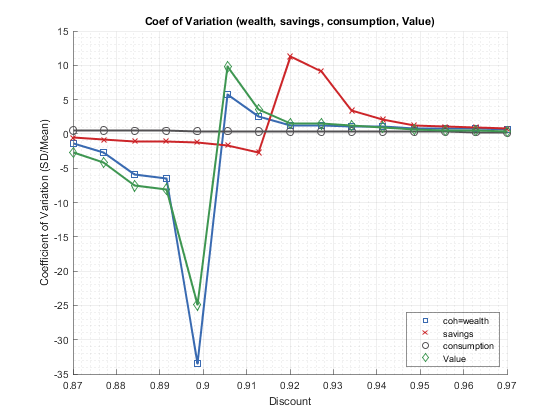 Coef of Variation (wealth, savings, consumption, Value)
15
10
5
0
-5
-10
-15
-20
-25
-30
-35
Coefficient of Variation (SD/Mean)
0.87 0.88 0.89 0.9 0.91 0.92 0.93 0.94 0.95 0.96 0.97
Discount
coh=wealth
savings
consumption
Value